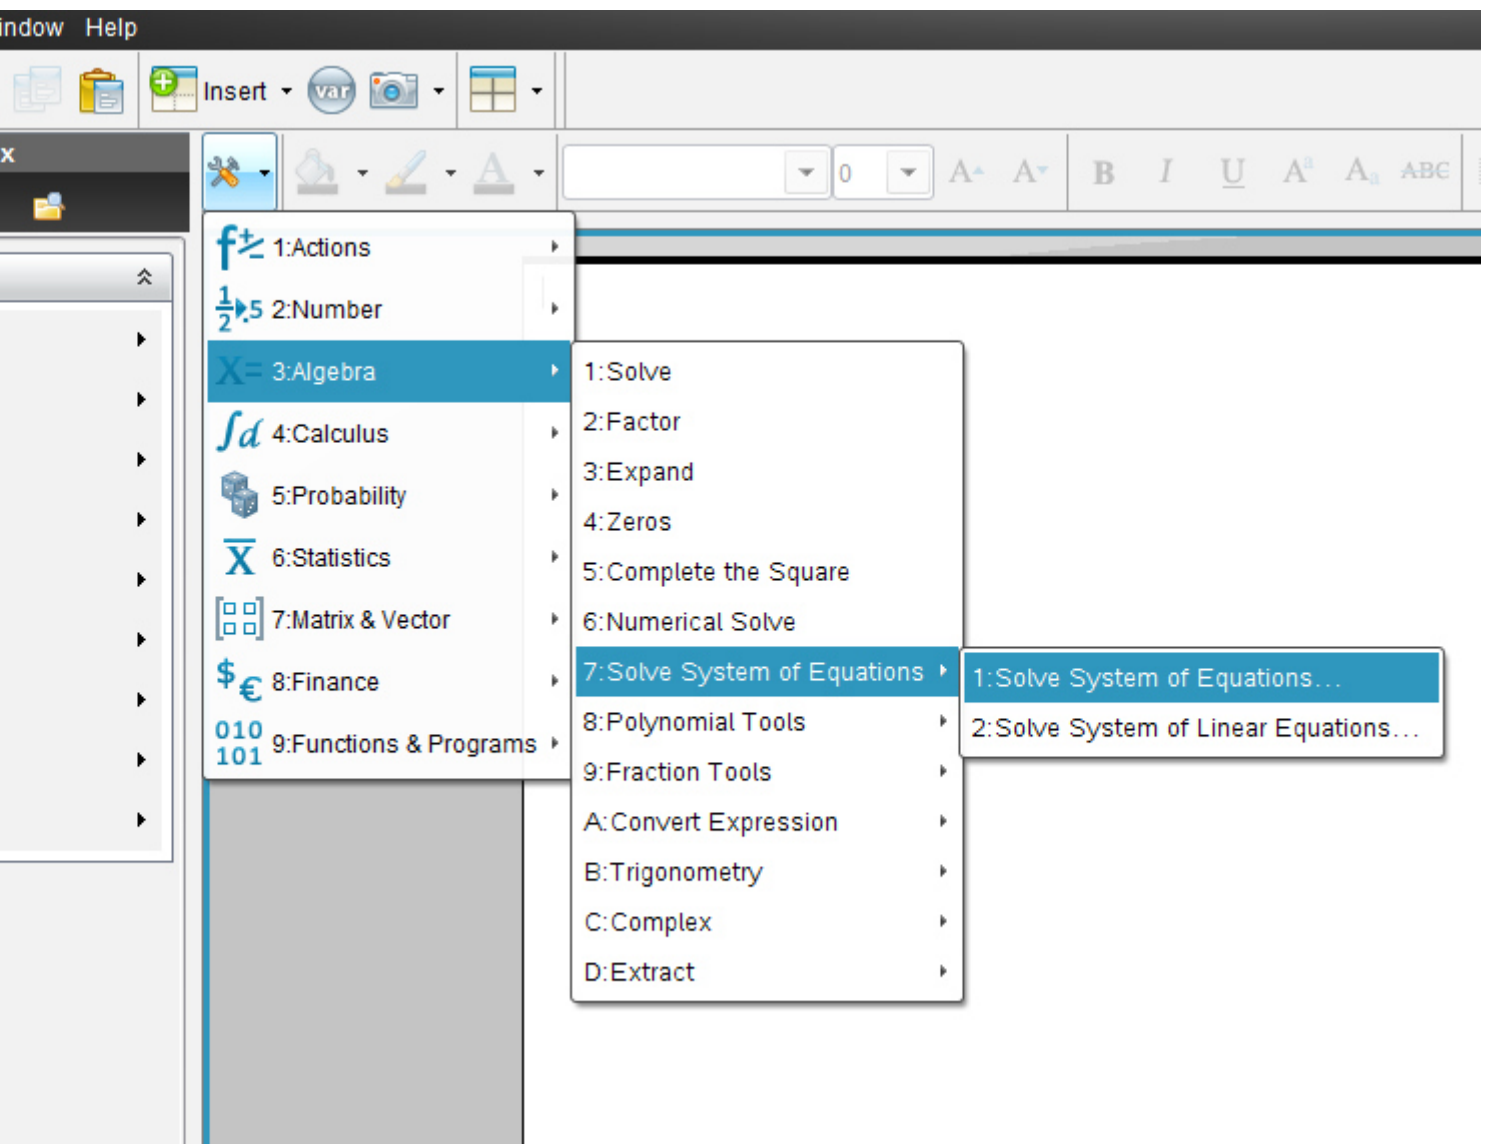 indow Help
Insert
var
x
0
A A B I U Aa Aa ABC
1:Actions
2:Number
3:Algebra
4:Calculus
5:Probability
6:Statistics
7:Matrix & Vector
8:Finance
9:Functions & Programs
1:Solve
2:Factor
3:Expand
4:Zeros
5:Complete the Square
6:Numerical Solve
7:Solve System of Equations
8:Polynomial Tools
9:Fraction Tools
A:Convert Expression
B:Trigonometry
C:Complex
D:Extract
1:Solve System of Equations...
2:Solve System of Linear Equations...